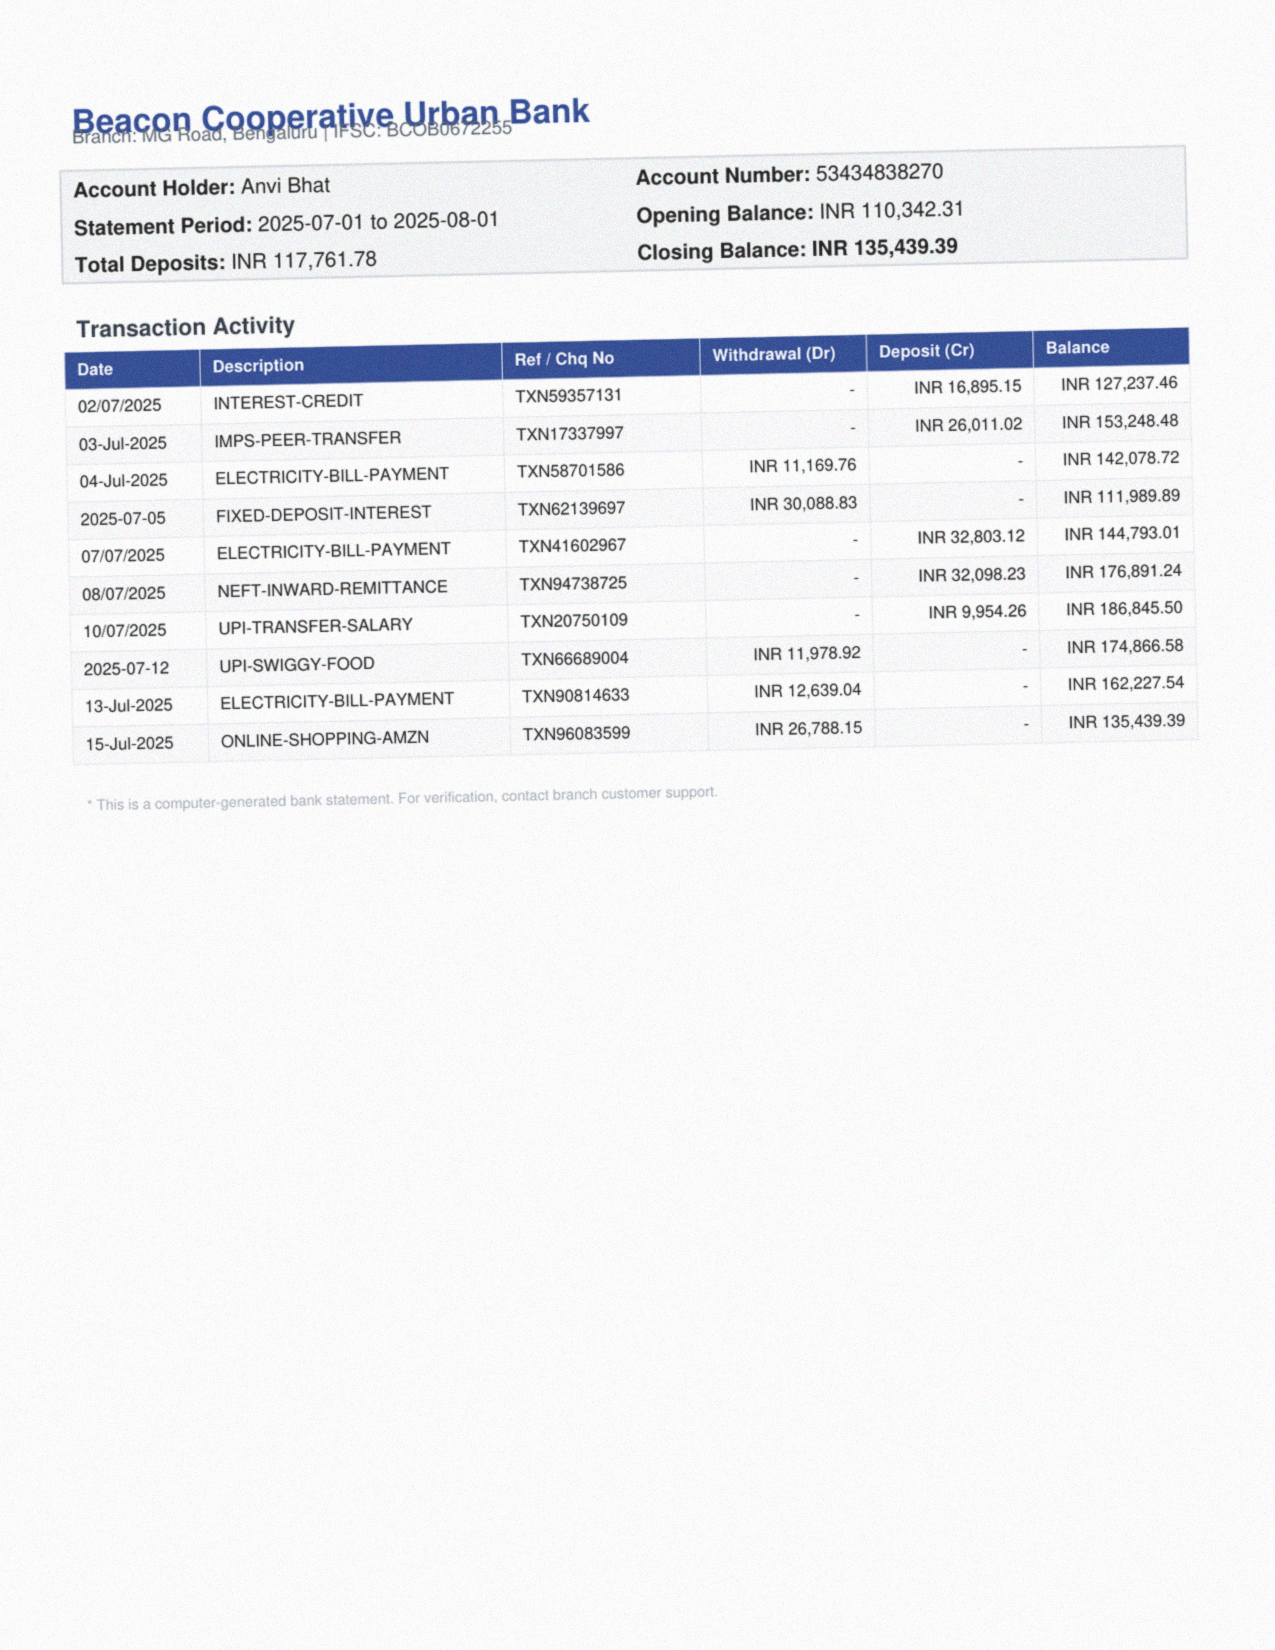 Beacon Cooperative Urban Bank
Branch: MG Road, Bengaluru | IFSC: BCOB0672255
Account Holder: Anvi Bhat Account Number: 53434838270
Statement Period: 2025-07-01 to 2025-08-01 Opening Balance: INR 110,342.31
Total Deposits: INR 117,761.78 Closing Balance: INR 135,439.39
Transaction Activity
Date Description Ref / Chq No Withdrawal (Dr) Deposit (Cr) Balance
02/07/2025 INTEREST-CREDIT TXN59357131 - INR 16,895.15 INR 127,237.46
03-Jul-2025 IMPS-PEER-TRANSFER TXN17337997 - INR 26,011.02 INR 153,248.48
04-Jul-2025 ELECTRICITY-BILL-PAYMENT TXN58701586 INR 11,169.76 - INR 142,078.72
2025-07-05 FIXED-DEPOSIT-INTEREST TXN62139697 INR 30,088.83 - INR 111,989.89
07/07/2025 ELECTRICITY-BILL-PAYMENT TXN41602967 - INR 32,803.12 INR 144,793.01
08/07/2025 NEFT-INWARD-REMITTANCE TXN94738725 - INR 32,098.23 INR 176,891.24
10/07/2025 UPI-TRANSFER-SALARY TXN20750109 - INR 9,954.26 INR 186,845.50
2025-07-12 UPI-SWIGGY-FOOD TXN66689004 INR 11,978.92 - INR 174,866.58
13-Jul-2025 ELECTRICITY-BILL-PAYMENT TXN90814633 INR 12,639.04 - INR 162,227.54
15-Jul-2025 ONLINE-SHOPPING-AMZN TXN96083599 INR 26,788.15 - INR 135,439.39
* This is a computer-generated bank statement. For verification, contact branch customer support.